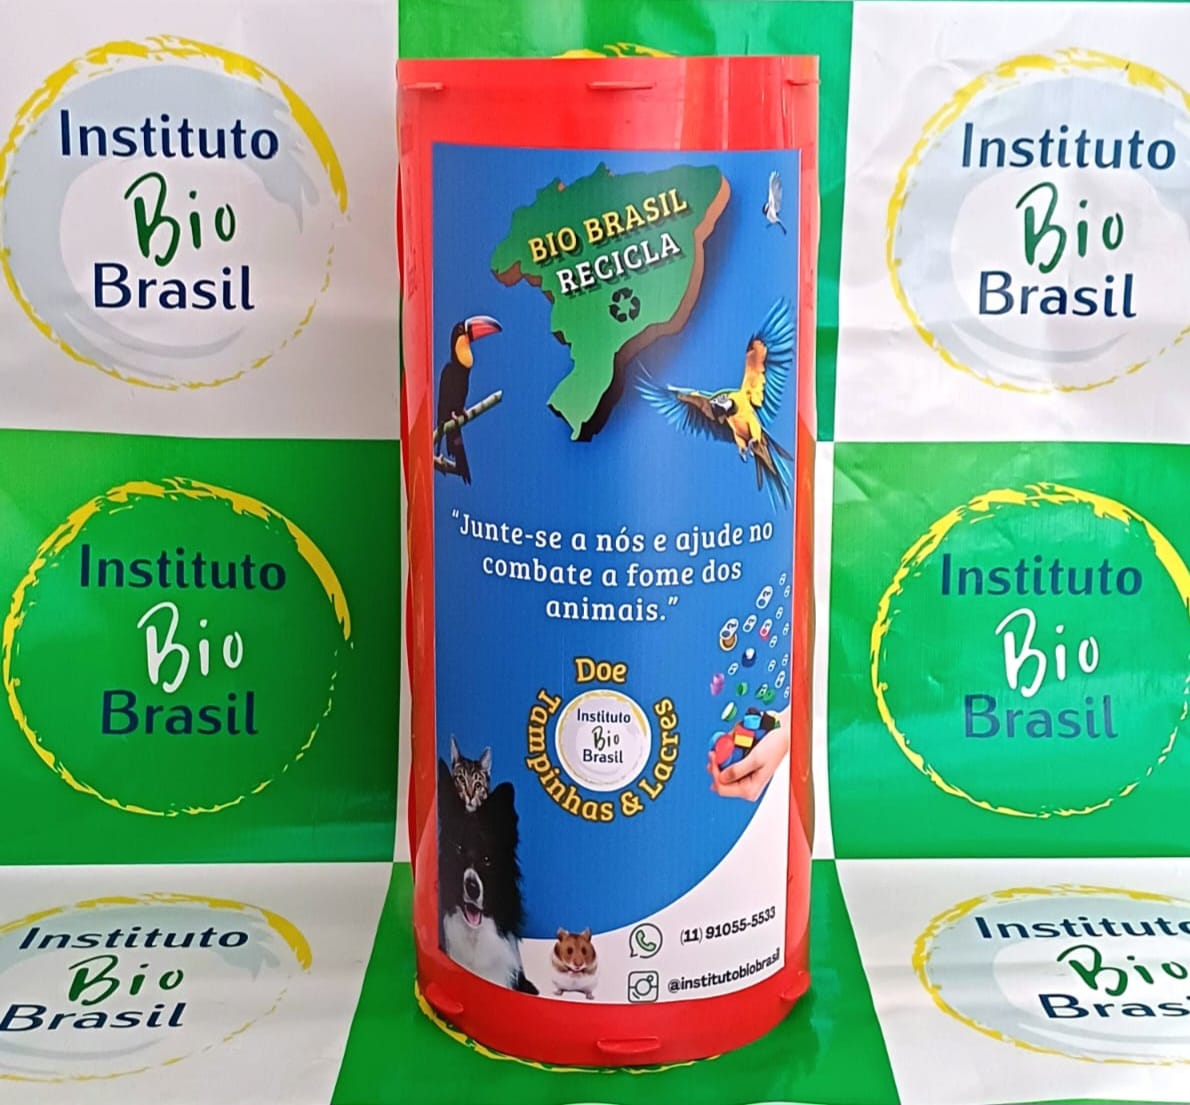 Instituto
Bio
Brasil
Instituto
Bio
Brasil
BIO BRASIL
RECICLA
"Junte-se a nós e ajude no
combate a fome dos
animais."
Instituto
Bio
Brasil
Instituto
Bio
Brasil
Doe
Tampinhas & Lacres
Instituto
Bio
Brasil
(11) 91055-5533
@institutobiobrasil
Instituto
Bio
Brasil
Instituto
Bio
Bras